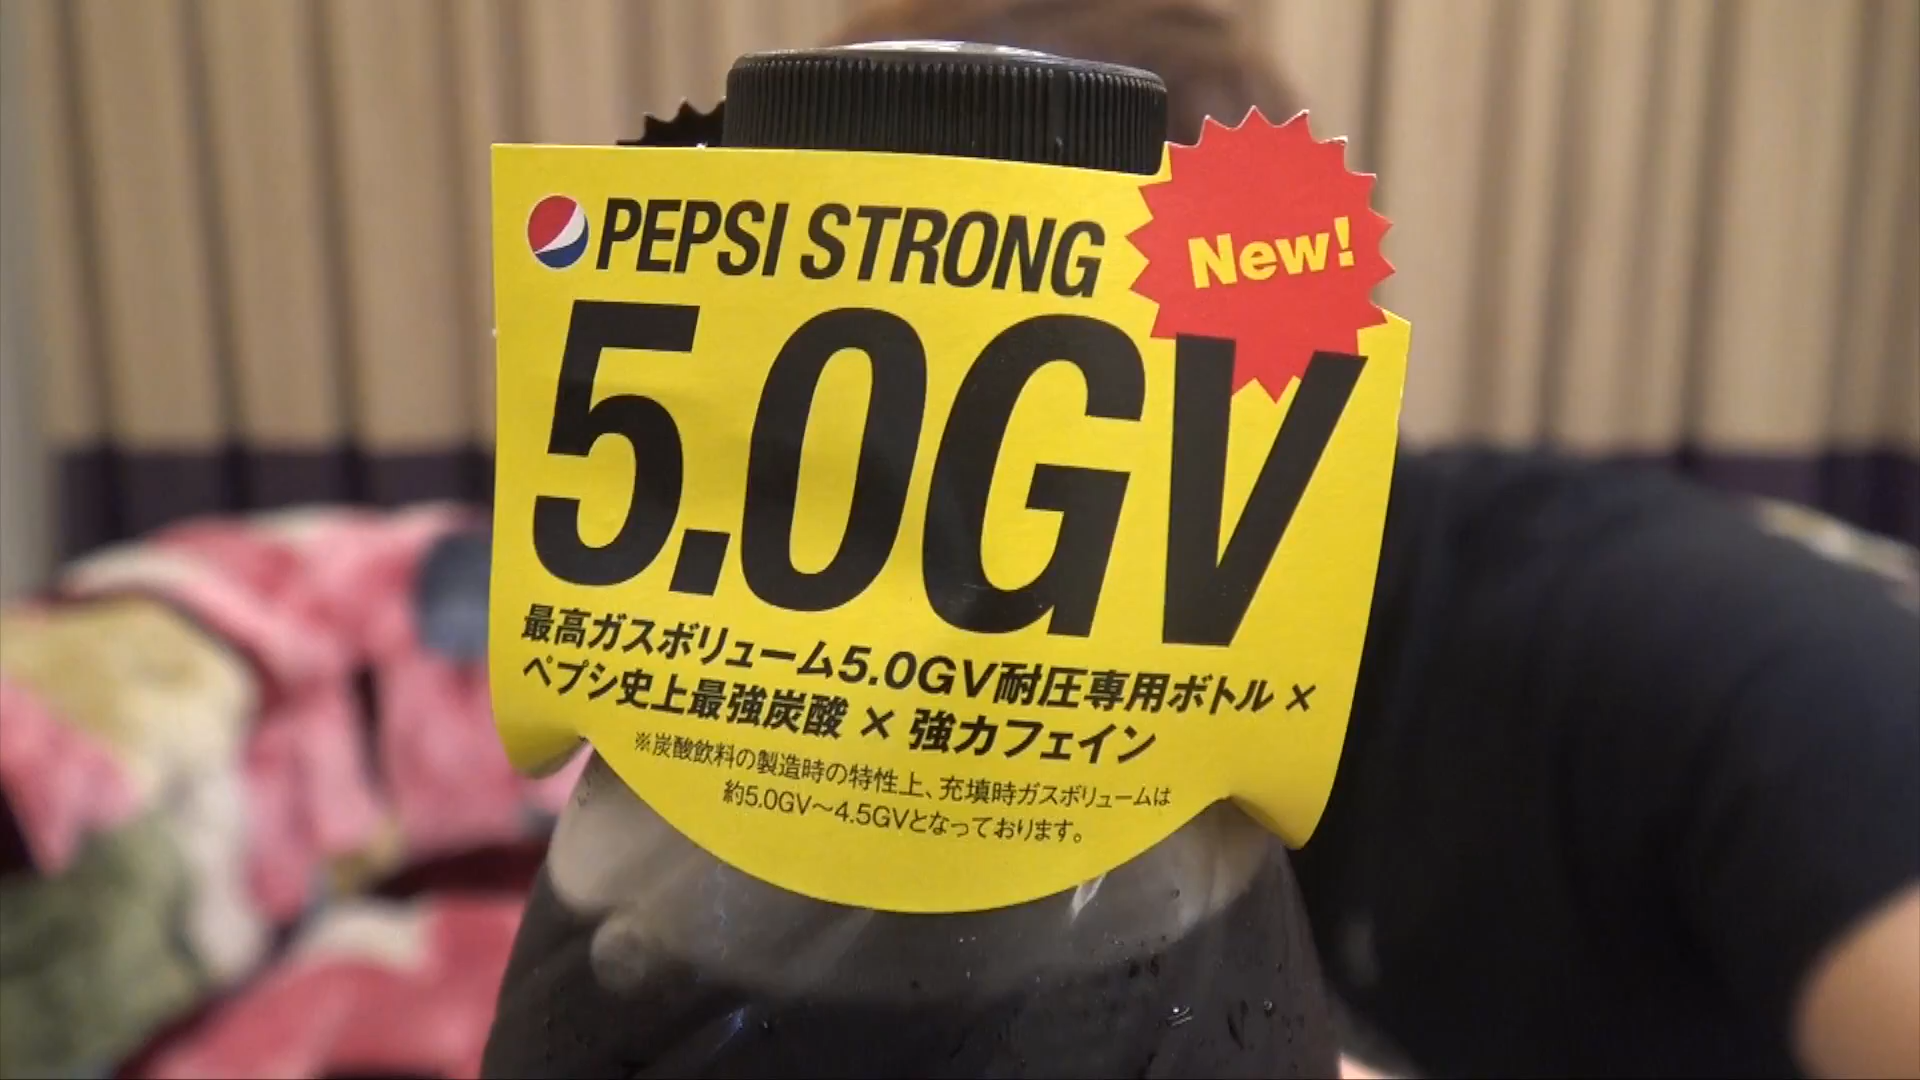 PEPSI STRONG
New!
5.0GV
最高ガスボリューム5.0GV耐圧専用ボトル ×
ペプシ史上最強炭酸 × 強力フェイン
※炭酸飲料の製造時の特性上、充填時ガスボリュームは
約5.0GV〜4.5GVとなっております。